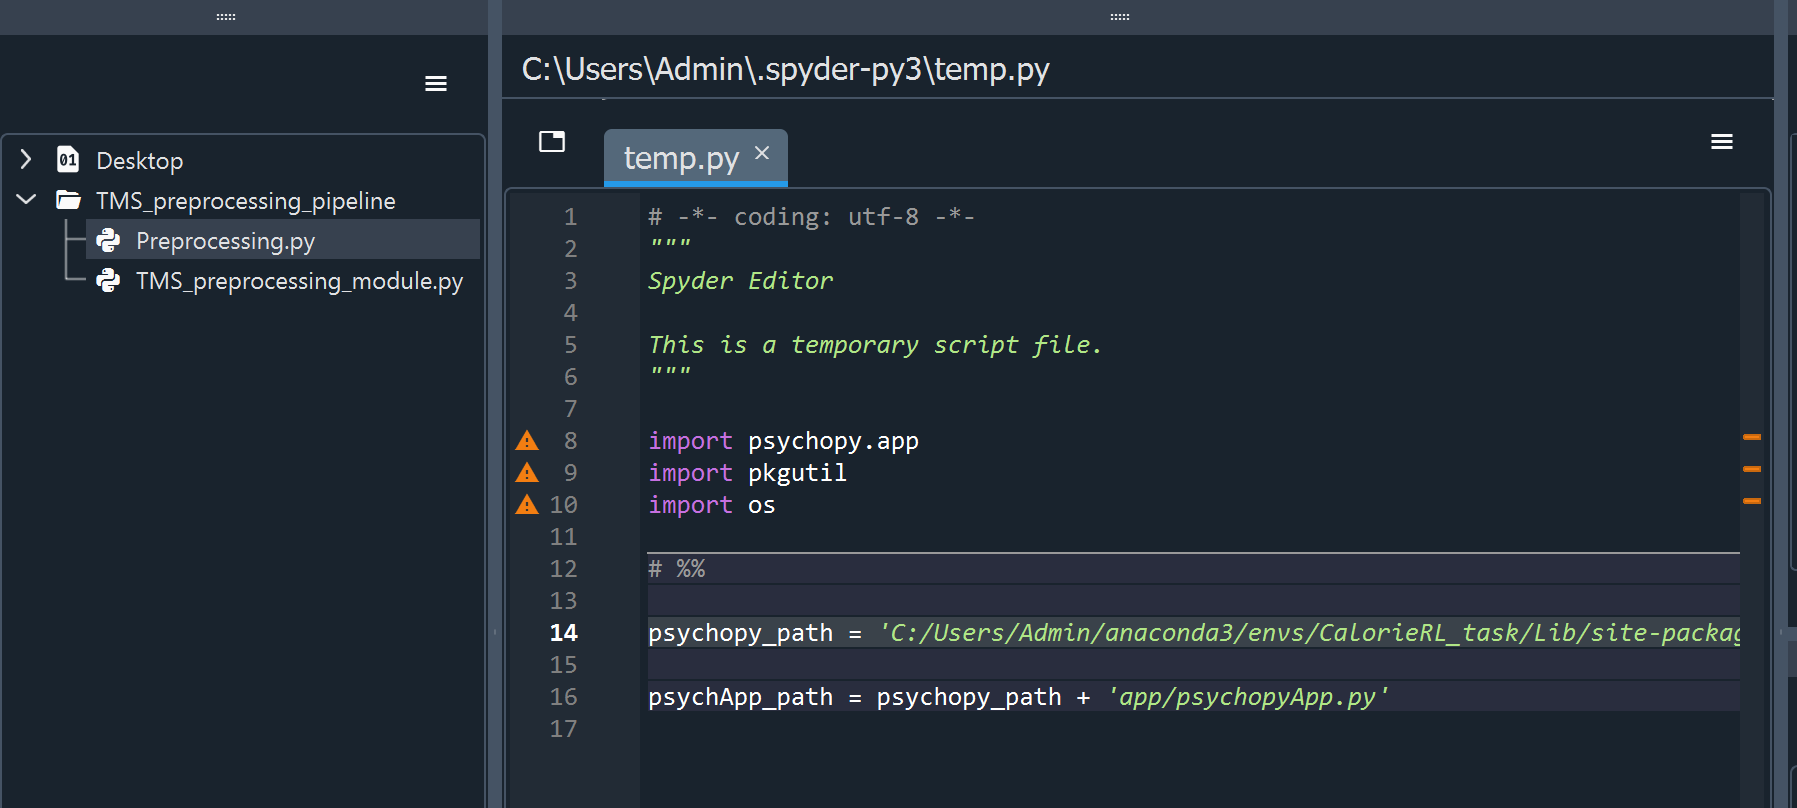 C:\Users\Admin\.spyder-py3\temp.py
Desktop
TMS_preprocessing_pipeline
Preprocessing.py
TMS_preprocessing_module.py
temp.py
1 # -*- coding: utf-8 -*-
2 """
3 Spyder Editor
4
5 This is a temporary script file.
6 """
7
8 import psychopy.app
9 import pkgutil
10 import os
11
12 # %%
13
14 psychopy_path = 'C:/Users/Admin/anaconda3/envs/CalorieRL_task/Lib/site-packag
15
16 psychApp_path = psychopy_path + 'app/psychopyApp.py'
17